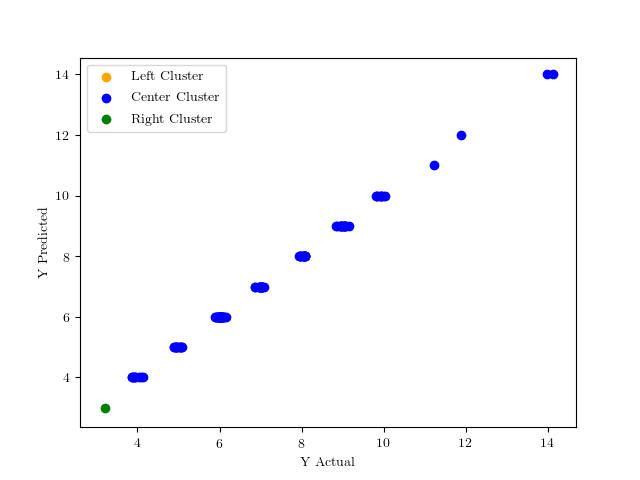 Left Cluster
Center Cluster
Right Cluster
14
12
10
8
6
4
Y Predicted
4 6 8 10 12 14
Y Actual